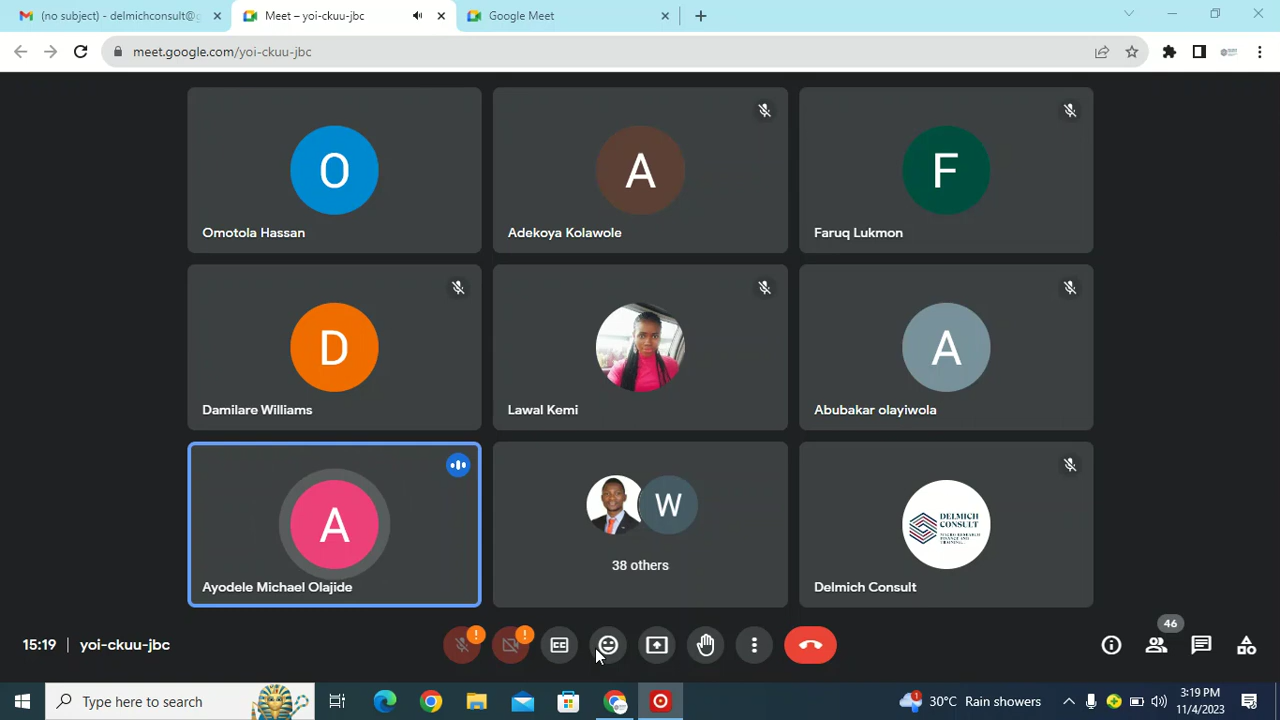 (no subject) - delmichconsult@g
Meet – yoi-ckuu-jbc
Google Meet
meet.google.com/yoi-ckuu-jbc
O
A
F
Omotola Hassan
Adekoya Kolawole
Faruq Lukmon
D
A
Damilare Williams
Lawal Kemi
Abubakar olayiwola
A
W
DELMICH
CONSULT
38 others
Ayodele Michael Olajide
Delmich Consult
15:19 | yoi-ckuu-jbc
CC
46
Type here to search
1
30°C Rain showers
3:19 PM
11/4/2023